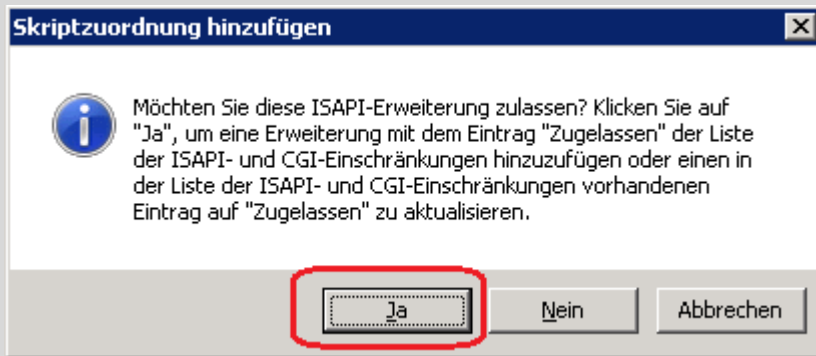 Skriptzuordnung hinzufügen
Möchten Sie diese ISAPI-Erweiterung zulassen? Klicken Sie auf
"Ja", um eine Erweiterung mit dem Eintrag "Zugelassen" der Liste
der ISAPI- und CGI-Einschränkungen hinzuzufügen oder einen in
der Liste der ISAPI- und CGI-Einschränkungen vorhandenen
Eintrag auf "Zugelassen" zu aktualisieren.
Ja Nein Abbrechen